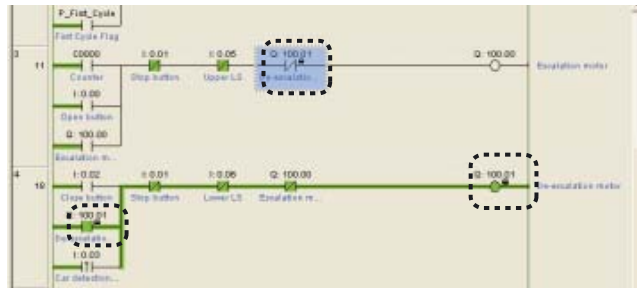 P_First_Cycle
First Cycle Flag
3
11
C0000
I: 0.01
I: 0.05
Q: 100.01
Q: 100.00
Counter
Stop button
Upper LS
De-escalatio...
Escalation motor
I: 0.00
Open button
Q: 100.00
Escalation m...
4
18
I: 0.02
I: 0.01
I: 0.06
Q: 100.00
Q: 100.01
Close button
Stop button
Lower LS
Escalation m...
De-escalation motor
Q: 100.01
De-escalatio...
I: 0.03
Car detection...